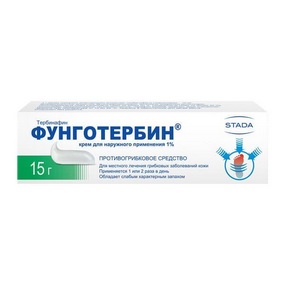 Тербинафин
ФУНГОТЕРБИН®
крем для наружного применения 1%
STADA
15 г
ПРОТИВОГРИБКОВОЕ СРЕДСТВО
Для местного лечения грибковых заболеваний кожи
Применяется 1 или 2 раза в день
Обладает слабым характерным запахом